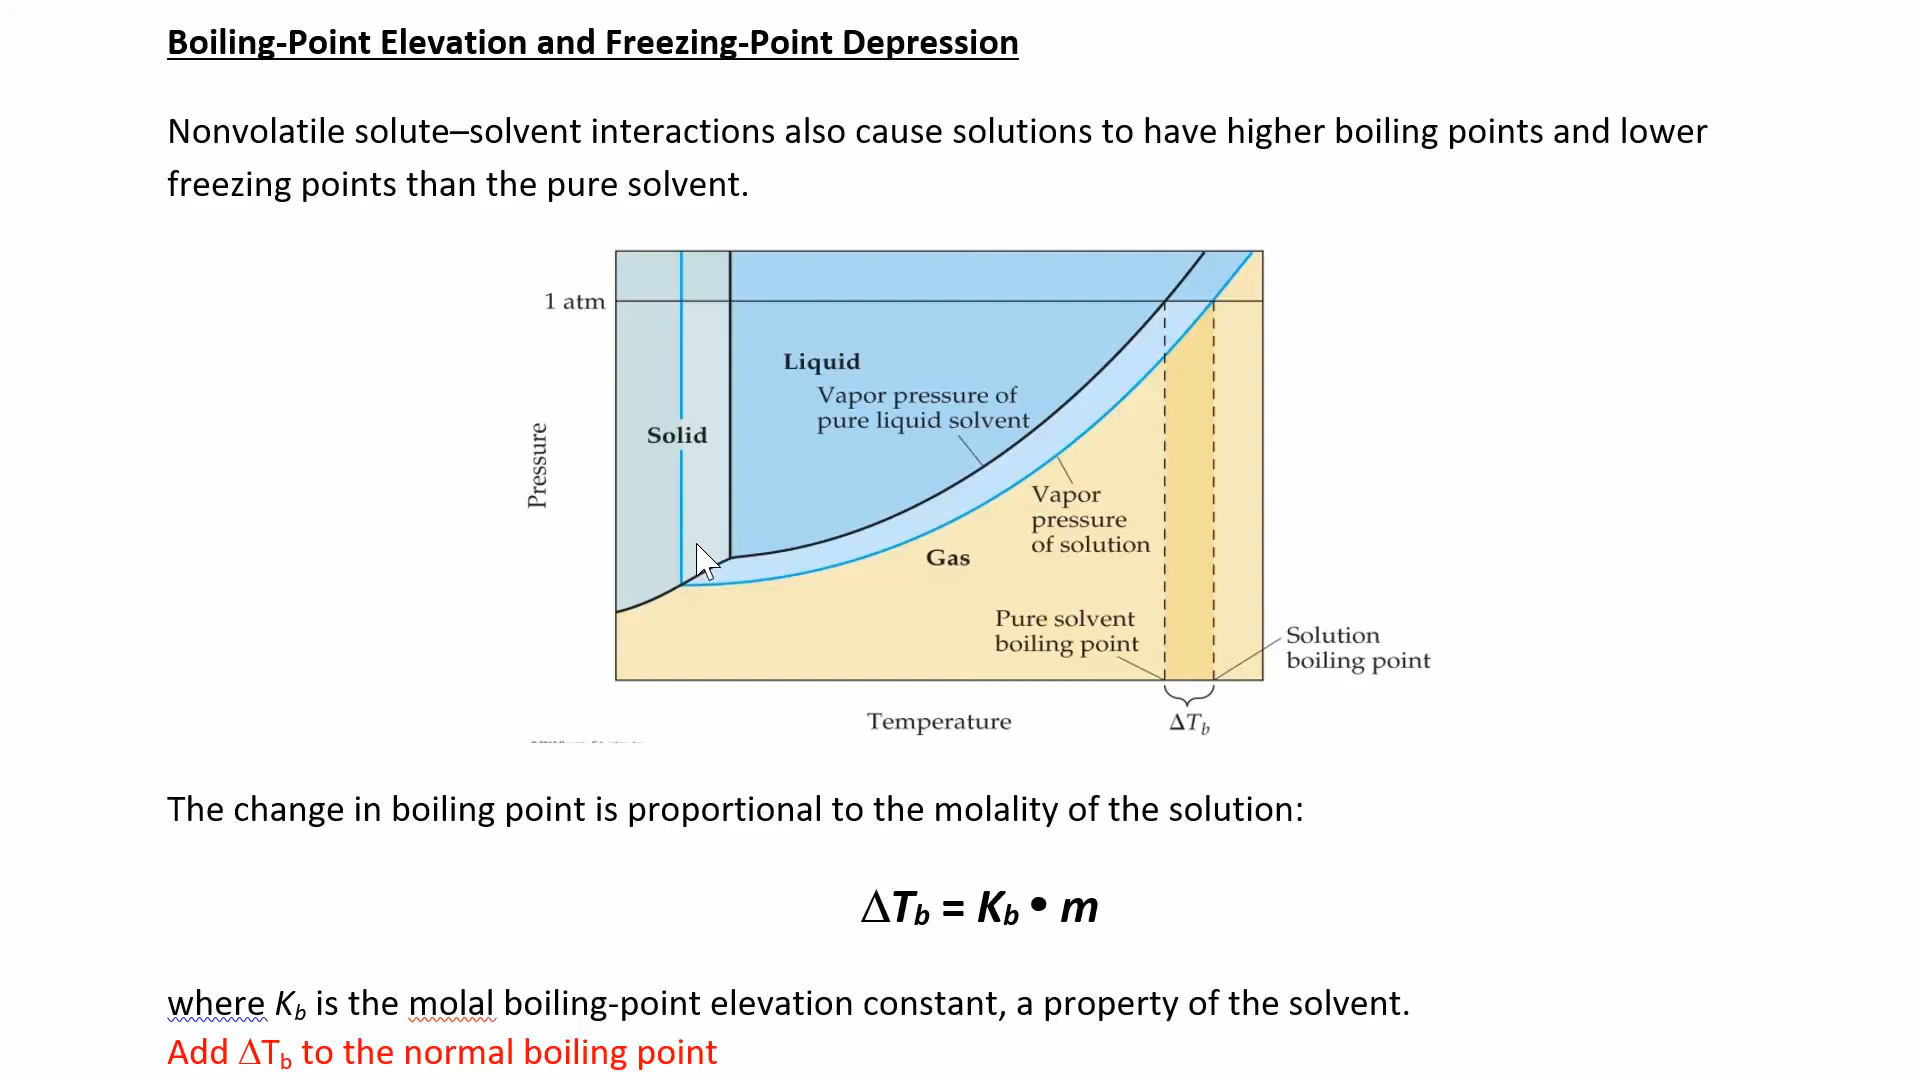 Boiling-Point Elevation and Freezing-Point Depression
Nonvolatile solute–solvent interactions also cause solutions to have higher boiling points and lower
freezing points than the pure solvent.
1 atm
Liquid
Vapor pressure of
pure liquid solvent
Solid
Pressure
Vapor
pressure
of solution
Gas
Pure solvent
boiling point
Solution
boiling point
Temperature
ΔTb
The change in boiling point is proportional to the molality of the solution:
ΔTb = Kb • m
where Kb is the molal boiling-point elevation constant, a property of the solvent.
Add ΔTb to the normal boiling point